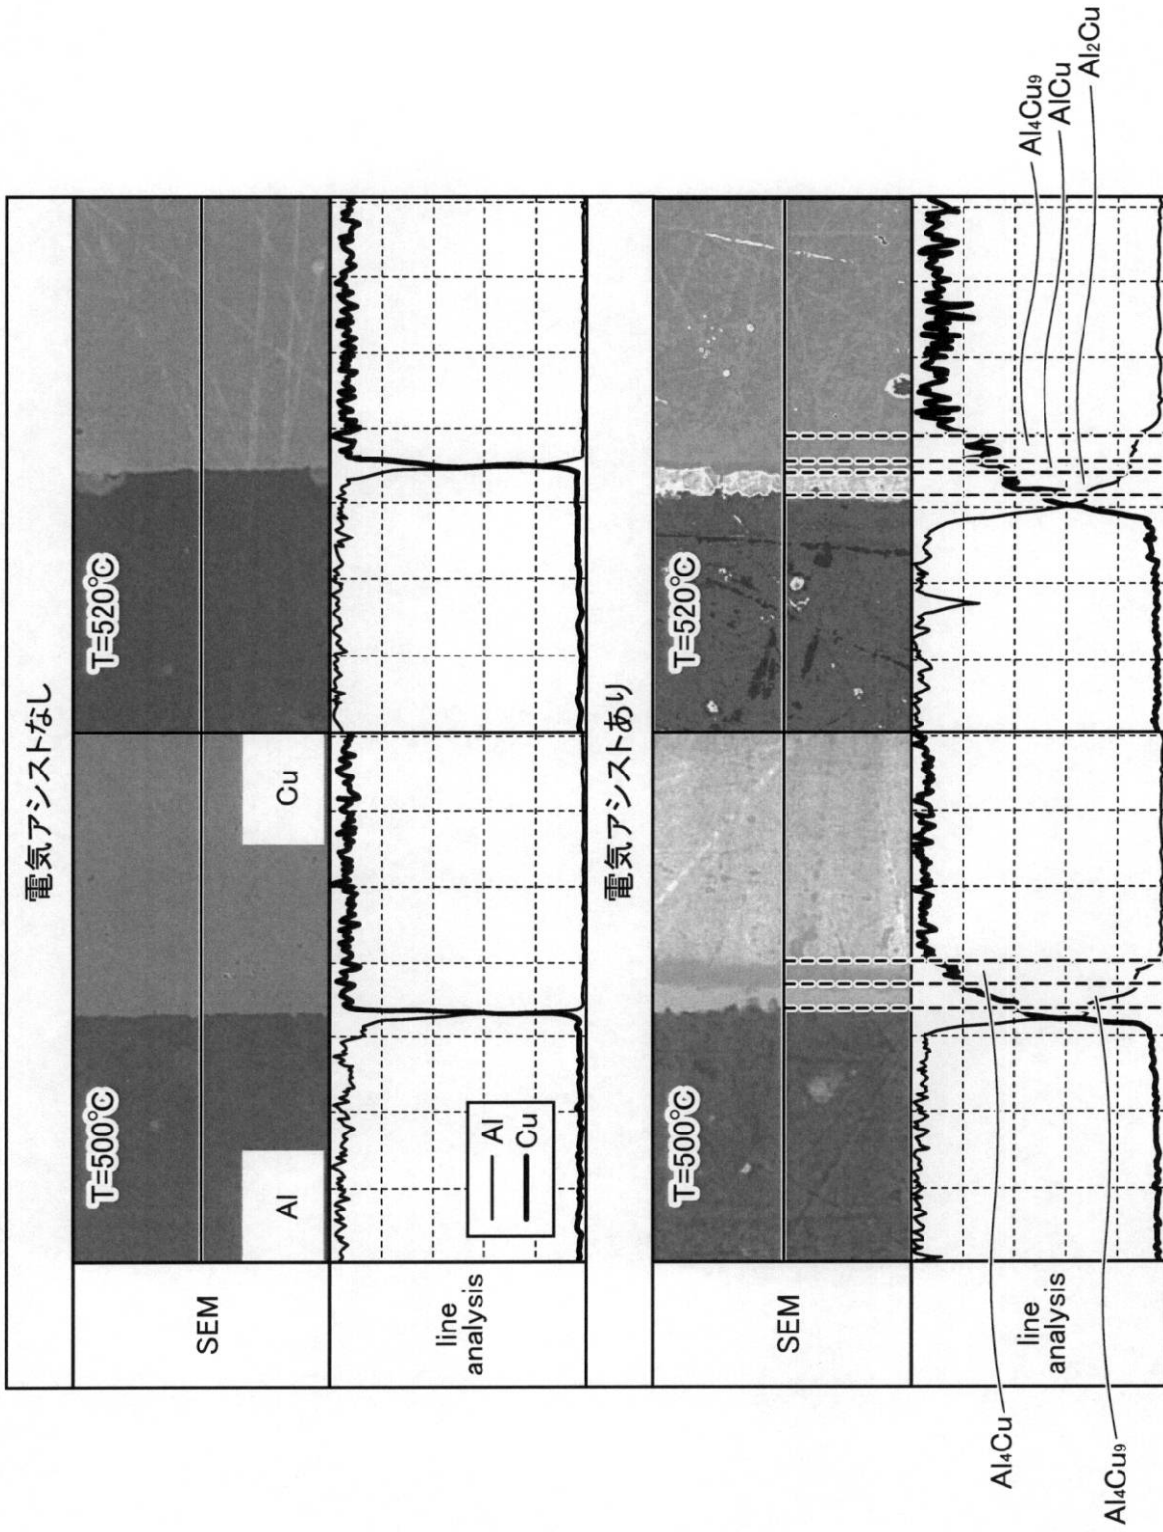 電気アシストなし
SEM
T=500℃
T=520℃
Al
Cu
line
analysis
Al
Cu
電気アシストあり
SEM
T=500℃
T=520℃
line
analysis
Al₄Cu
Al₄Cu₉
Al₄Cu₉
AlCu
Al₂Cu